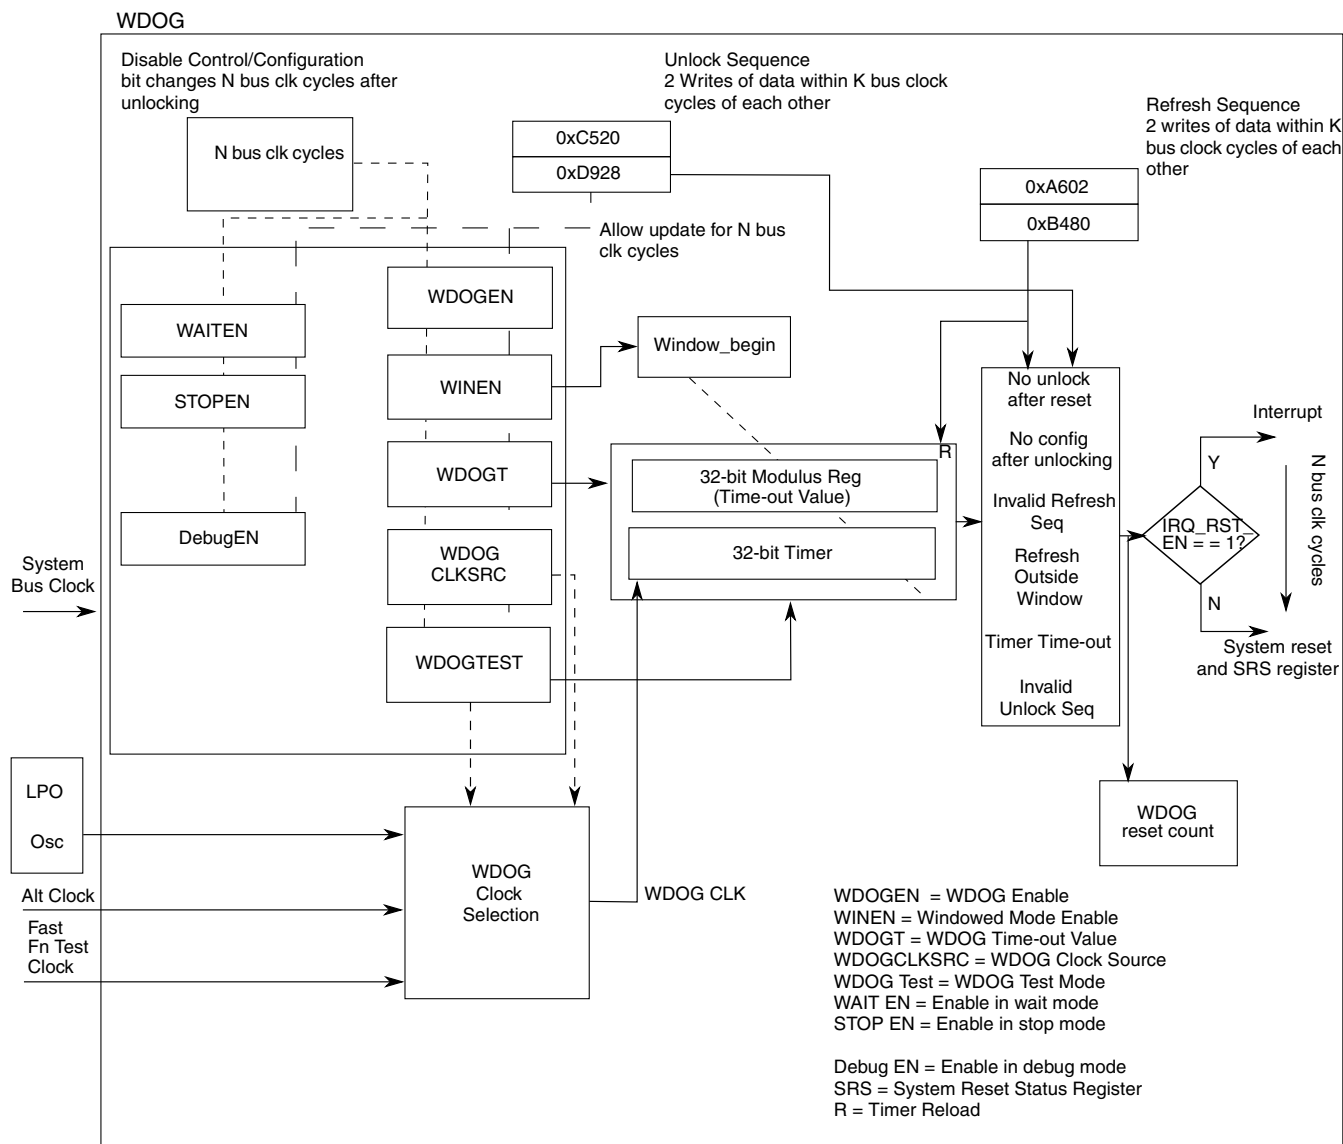 WDOG
Disable Control/Configuration
bit changes N bus clk cycles after
unlocking
N bus clk cycles
Unlock Sequence
2 Writes of data within K bus clock
cycles of each other
0xC520
0xD928
Allow update for N bus
clk cycles
Refresh Sequence
2 writes of data within K
bus clock cycles of each
other
0xA602
0xB480
WAITEN
STOPEN
DebugEN
WDOGEN
WINEN
WDOGT
WDOG
CLKSRC
WDOGTEST
Window_begin
R
32-bit Modulus Reg
(Time-out Value)
32-bit Timer
No unlock
after reset
No config
after unlocking
Invalid Refresh
Seq
Refresh
Outside
Window
Timer Time-out
Invalid
Unlock Seq
Interrupt
Y
IRQ_RST_
EN = = 1?
N
N bus clk cycles
System reset
and SRS register
WDOG
reset count
System
Bus Clock
LPO
Osc
Alt Clock
Fast
Fn Test
Clock
WDOG
Clock
Selection
WDOG CLK
WDOGEN = WDOG Enable
WINEN = Windowed Mode Enable
WDOGT = WDOG Time-out Value
WDOGCLKSRC = WDOG Clock Source
WDOG Test = WDOG Test Mode
WAIT EN = Enable in wait mode
STOP EN = Enable in stop mode
Debug EN = Enable in debug mode
SRS = System Reset Status Register
R = Timer Reload